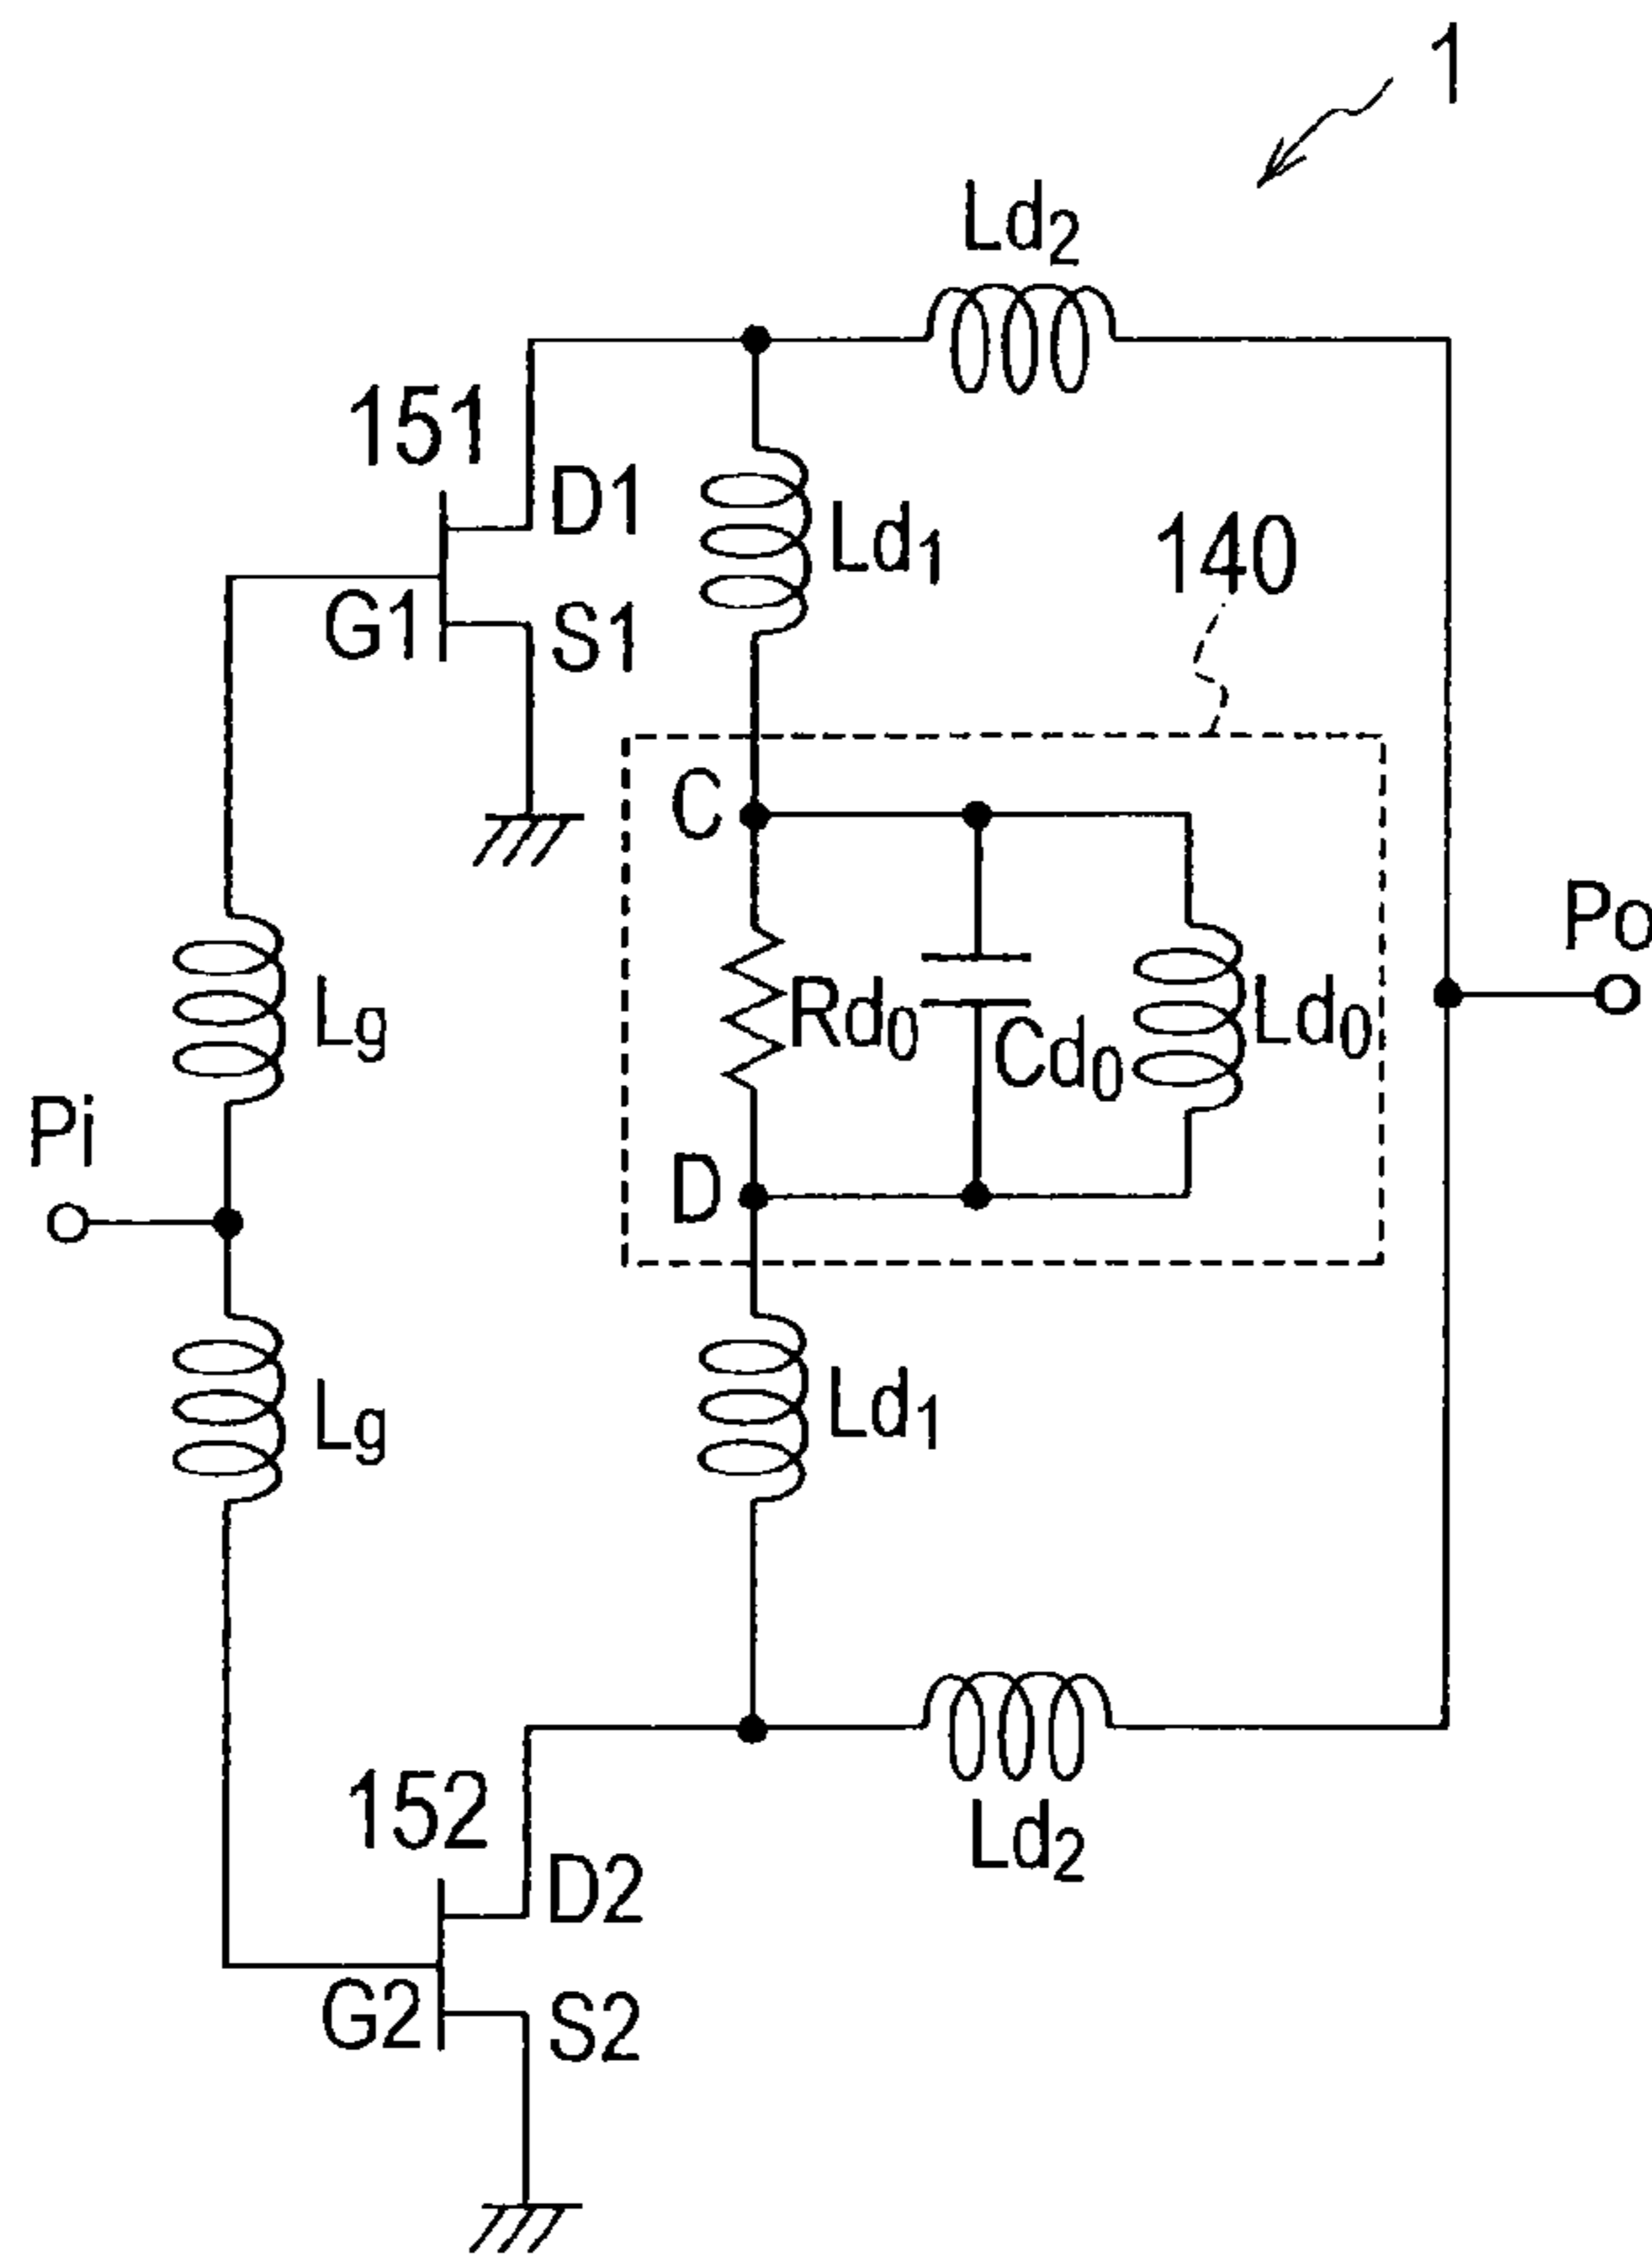 1
Ld₂
151
D1
Ld₁
140
G1
S1
C
Po
Rd₀
Ld₀
Lg
Cd₀
Pi
D
Lg
Ld₁
152
Ld₂
D2
G2
S2